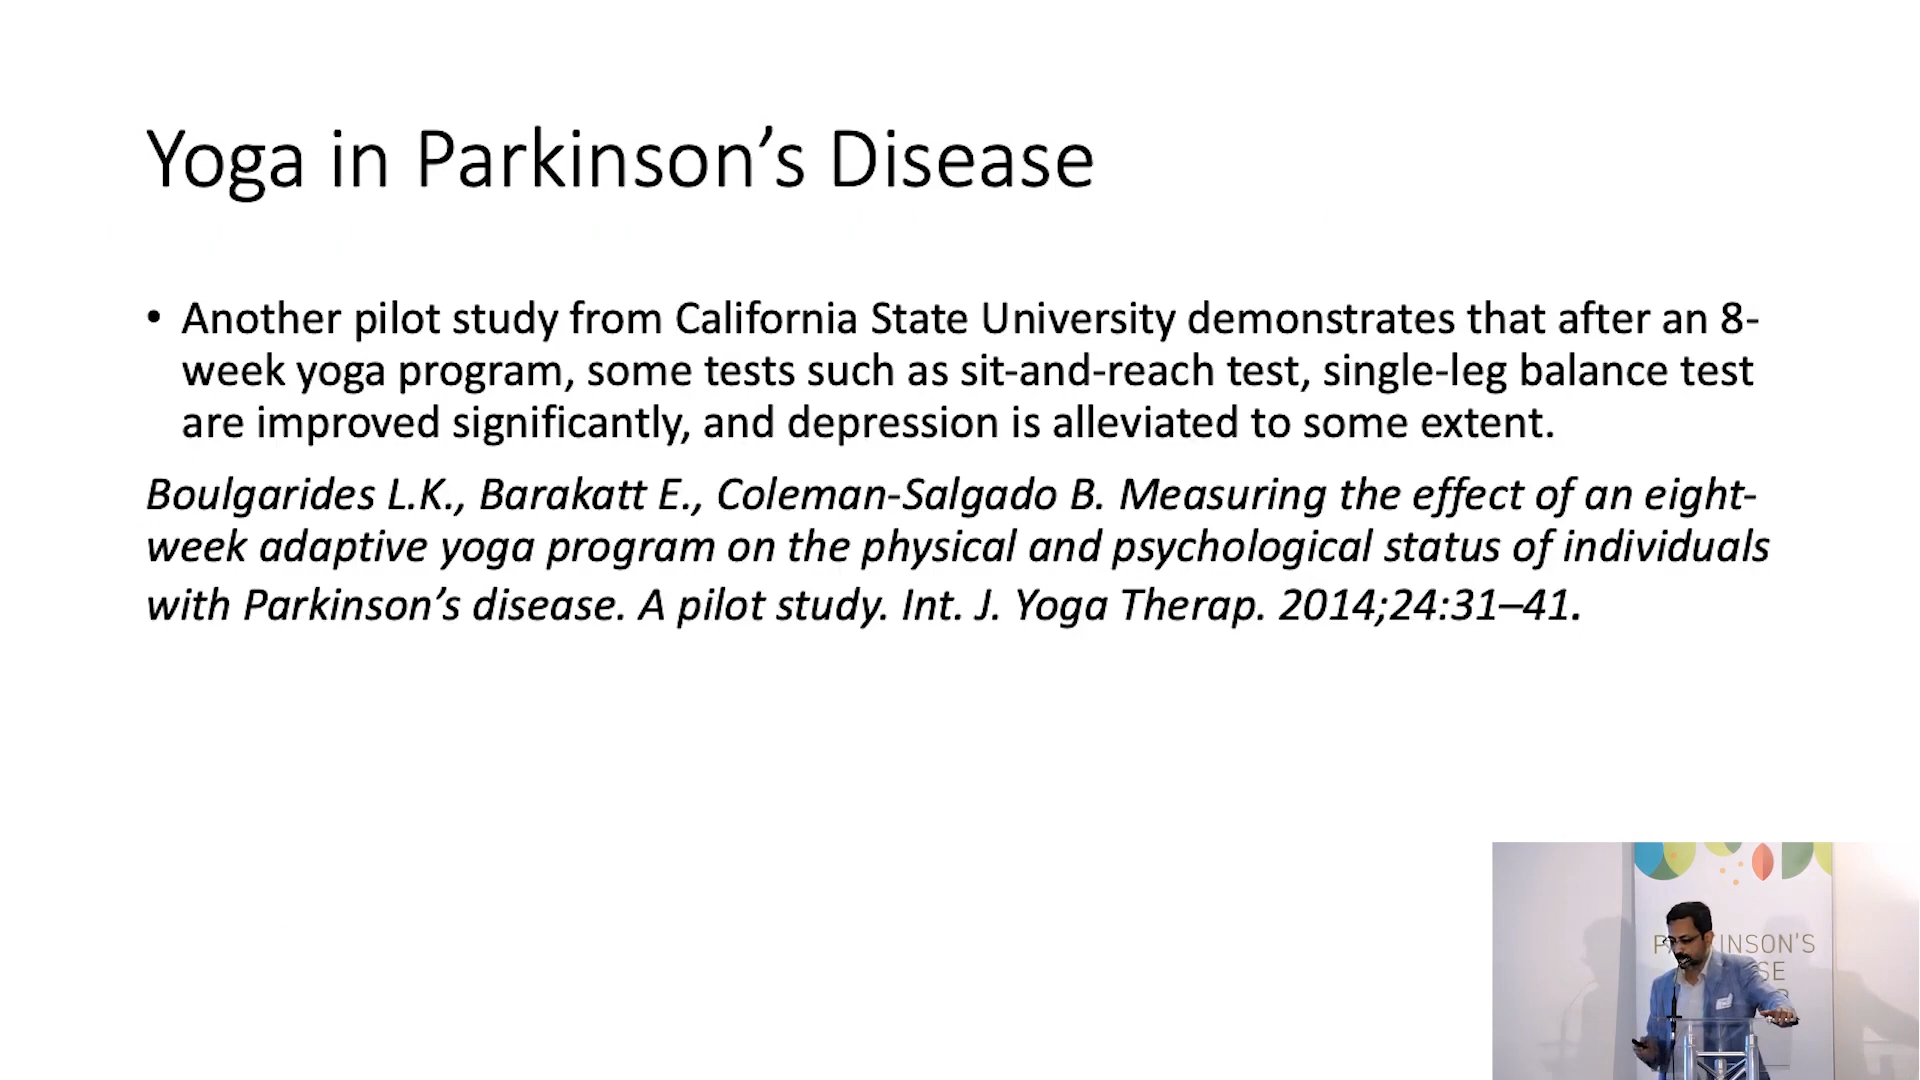 Yoga in Parkinson’s Disease
• Another pilot study from California State University demonstrates that after an 8-
week yoga program, some tests such as sit-and-reach test, single-leg balance test
are improved significantly, and depression is alleviated to some extent.
Boulgarides L.K., Barakatt E., Coleman-Salgado B. Measuring the effect of an eight-
week adaptive yoga program on the physical and psychological status of individuals
with Parkinson’s disease. A pilot study. Int. J. Yoga Therap. 2014;24:31–41.
INSON'S
SE